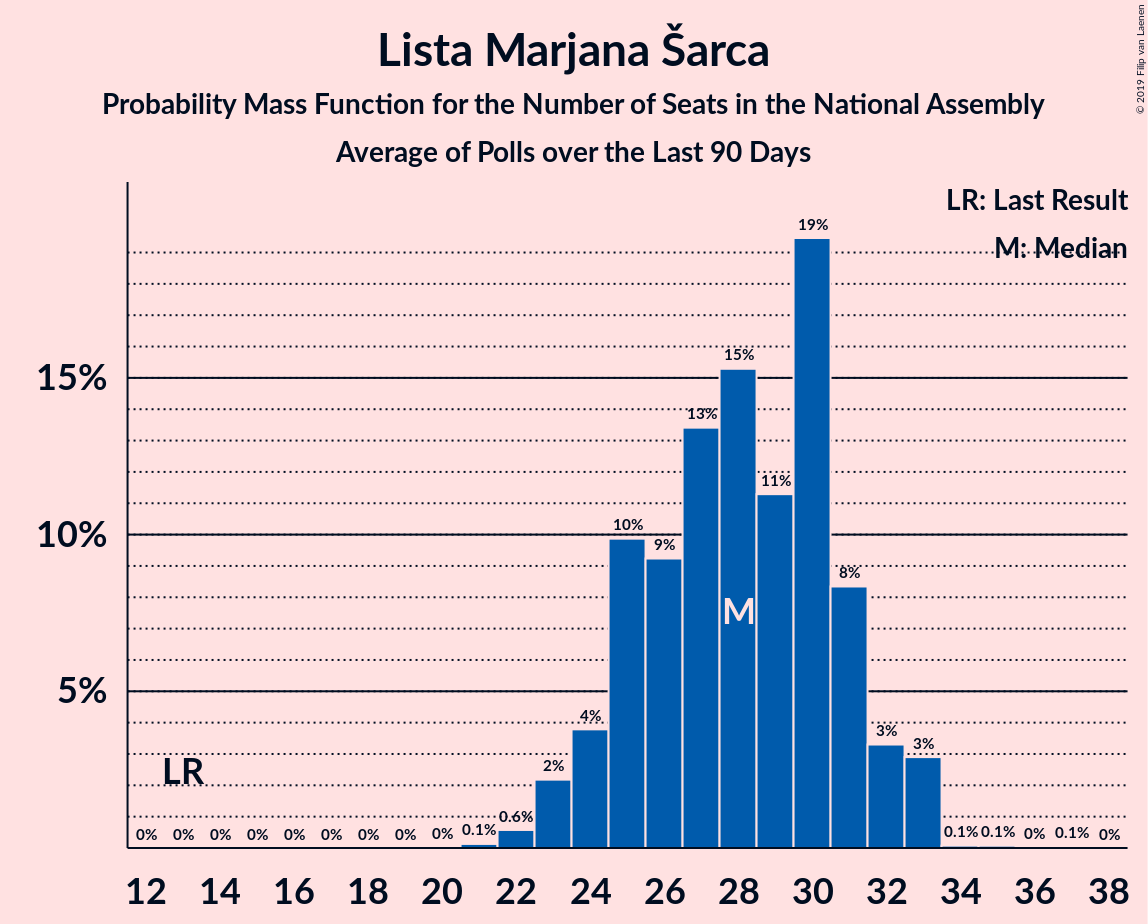 Lista Marjana Šarca
Probability Mass Function for the Number of Seats in the National Assembly
Average of Polls over the Last 90 Days
© 2019 Filip van Laenen
LR: Last Result
M: Median
15%
10%
5%
0% 0% 0% 0% 0% 0% 0% 0% 0% 0.1% 0.6% 2% 4% 10% 9% 13% 15% 11% 19% 8% 3% 3% 0.1% 0.1% 0% 0.1% 0%
LR
M
12 14 16 18 20 22 24 26 28 30 32 34 36 38